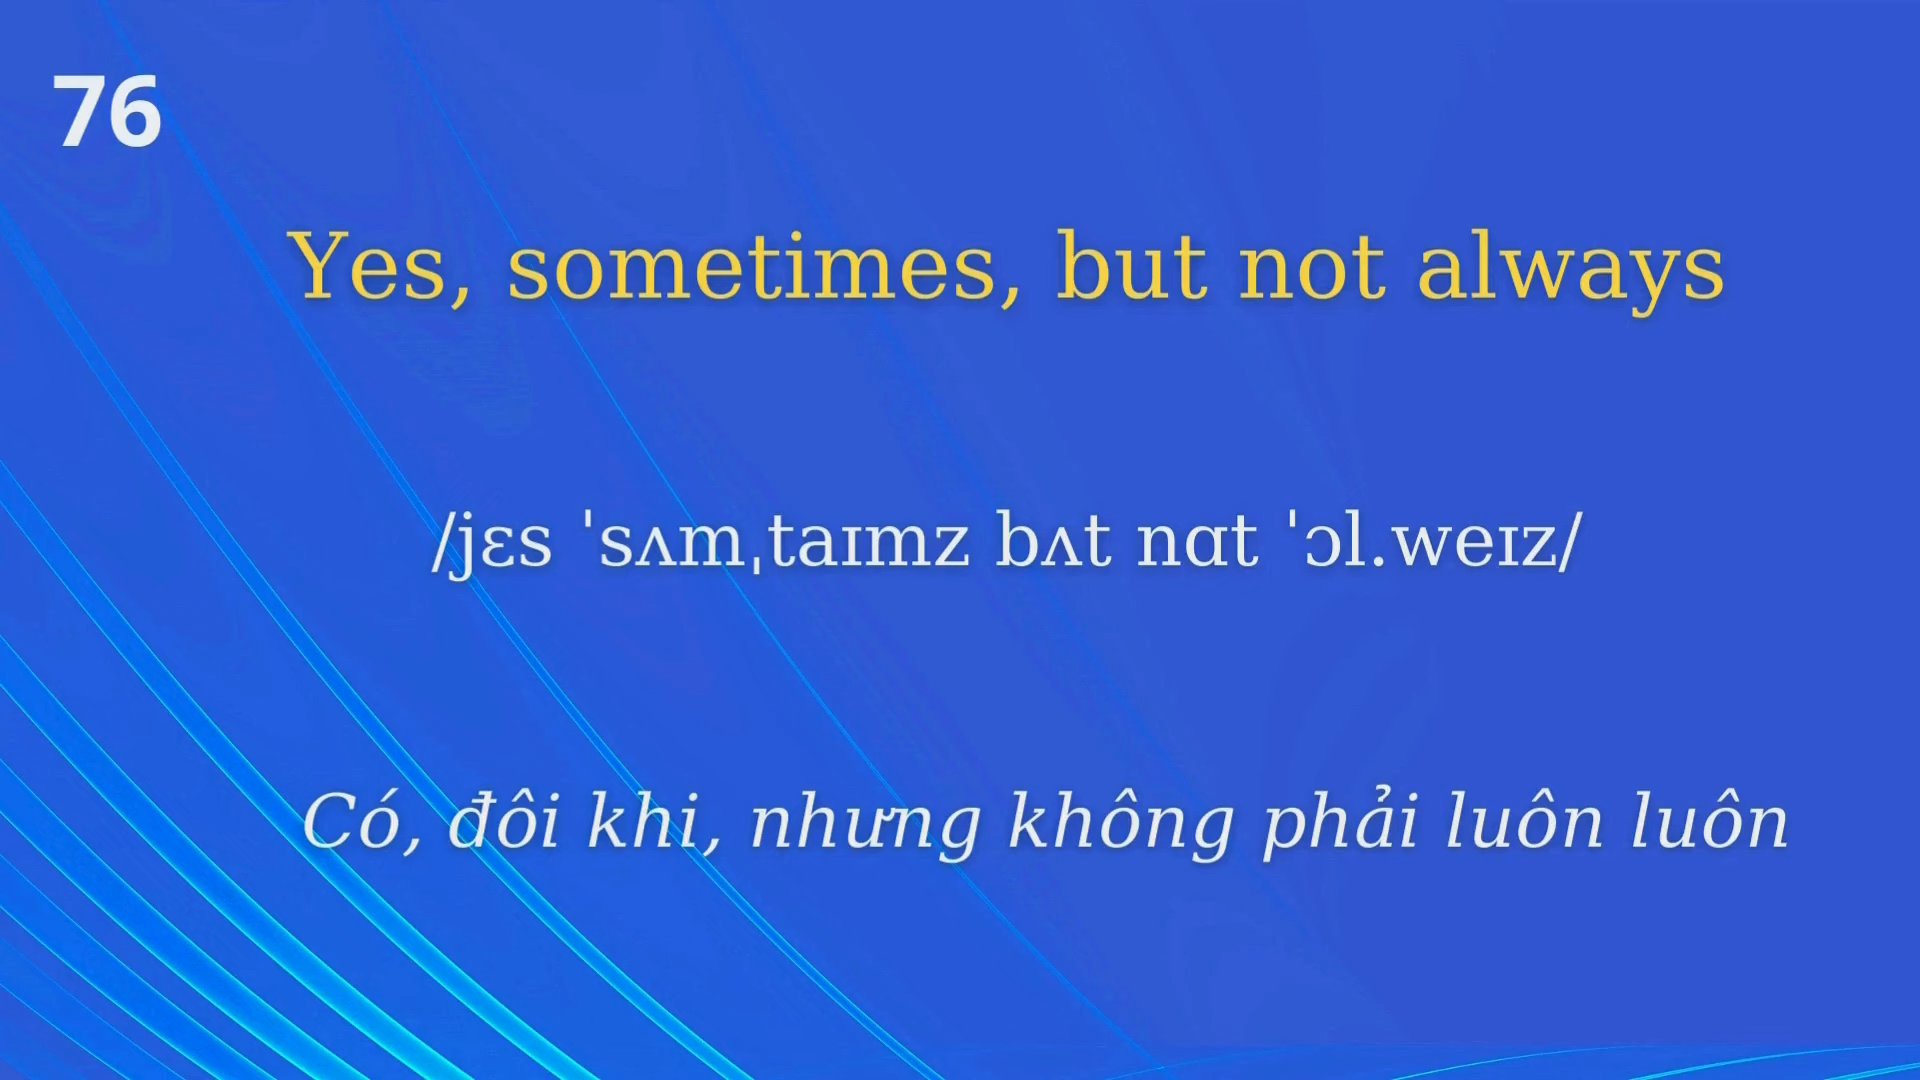 76
Yes, sometimes, but not always
/jɛs ˈsʌmˌtaɪmz bʌt nɑt ˈɔl.weɪz/
Có, đôi khi, nhưng không phải luôn luôn